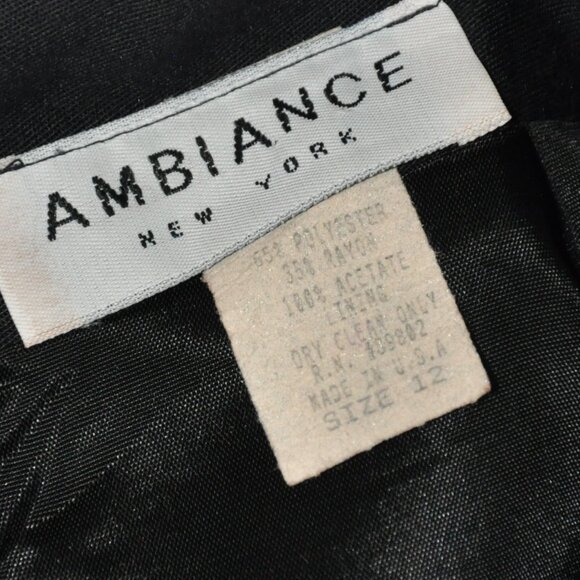 AMBIANCE
NEW YORK
65% POLYESTER
35% RAYON
100% ACETATE
LINING
DRY CLEAN ONLY
R.N.
MADE IN U.S.A
SIZE 12